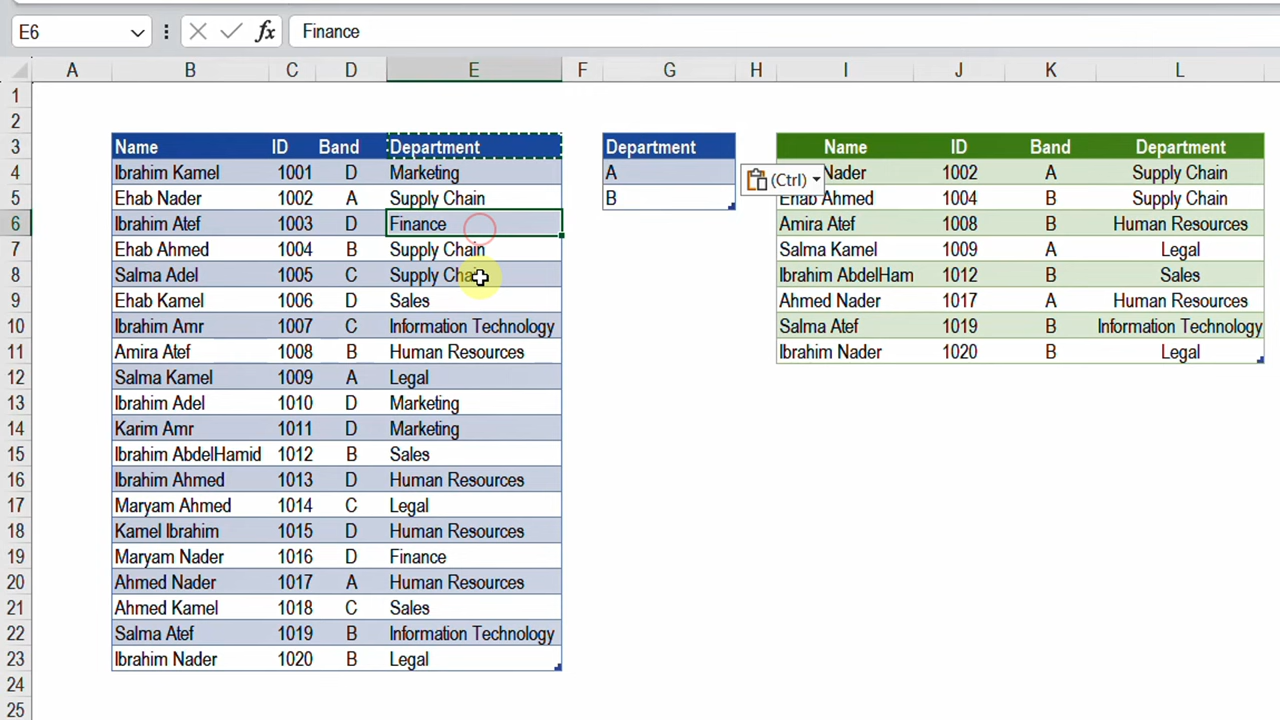 E6 fx Finance
A B C D E F G H I J K L
1
2
3 Name ID Band Department Department Name ID Band Department
4 Ibrahim Kamel 1001 D Marketing A (Ctrl) Nader 1002 A Supply Chain
5 Ehab Nader 1002 A Supply Chain B Ehab Ahmed 1004 B Supply Chain
6 Ibrahim Atef 1003 D Finance Amira Atef 1008 B Human Resources
7 Ehab Ahmed 1004 B Supply Chain Salma Kamel 1009 A Legal
8 Salma Adel 1005 C Supply Chain Ibrahim AbdelHam 1012 B Sales
9 Ehab Kamel 1006 D Sales Ahmed Nader 1017 A Human Resources
10 Ibrahim Amr 1007 C Information Technology Salma Atef 1019 B Information Technology
11 Amira Atef 1008 B Human Resources Ibrahim Nader 1020 B Legal
12 Salma Kamel 1009 A Legal
13 Ibrahim Adel 1010 D Marketing
14 Karim Amr 1011 D Marketing
15 Ibrahim AbdelHamid 1012 B Sales
16 Ibrahim Ahmed 1013 D Human Resources
17 Maryam Ahmed 1014 C Legal
18 Kamel Ibrahim 1015 D Human Resources
19 Maryam Nader 1016 D Finance
20 Ahmed Nader 1017 A Human Resources
21 Ahmed Kamel 1018 C Sales
22 Salma Atef 1019 B Information Technology
23 Ibrahim Nader 1020 B Legal
24
25